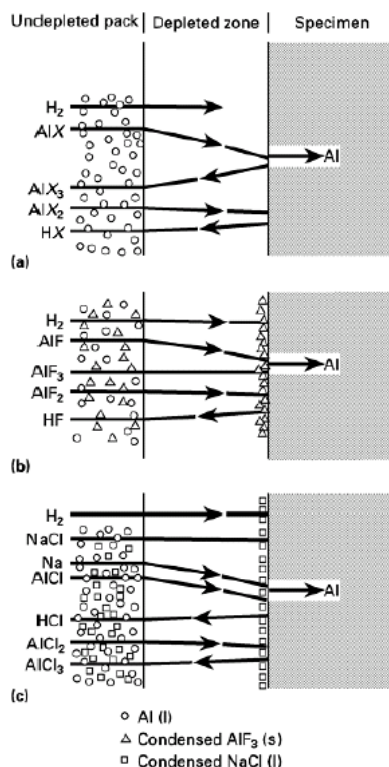 Undepleted pack
Depleted zone
Specimen
H₂
AlX
Al
AlX₃
AlX₂
HX
(a)
H₂
AlF
Al
AlF₃
AlF₂
HF
(b)
H₂
NaCl
Na
AlCl
Al
HCl
AlCl₂
AlCl₃
(c)
Al (l)
Condensed AlF₃ (s)
Condensed NaCl (l)